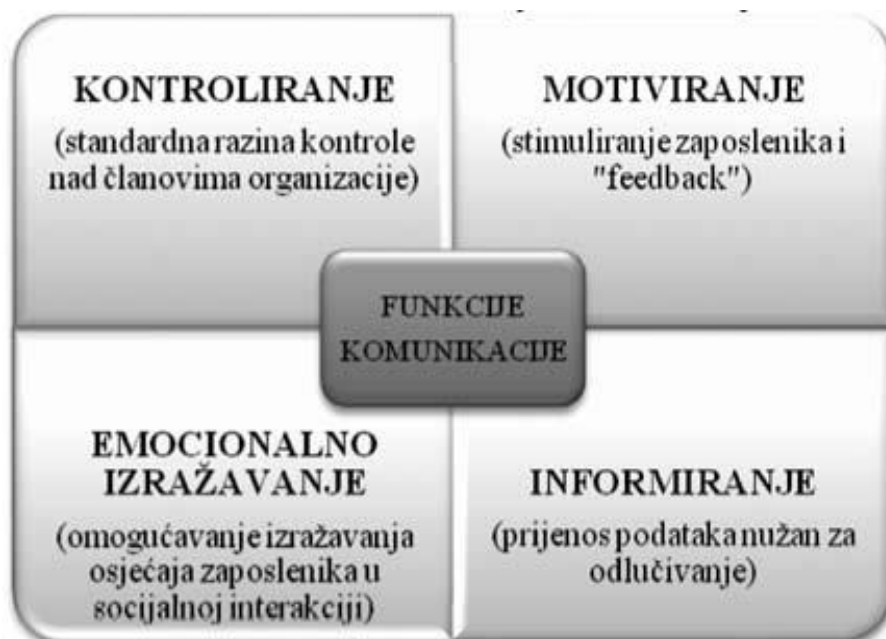 KONTROLIRANJE
(standardna razina kontrole
nad članovima organizacije)
MOTIVIRANJE
(stimuliranje zaposlenika i
"feedback")
FUNKCIJE
KOMUNIKACIJE
EMOCIONALNO
IZRAŽAVANJE
(omogućavanje izražavanja
osjećaja zaposlenika u
socijalnoj interakciji)
INFORMIRANJE
(prijenos podataka nužan za
odlučivanje)